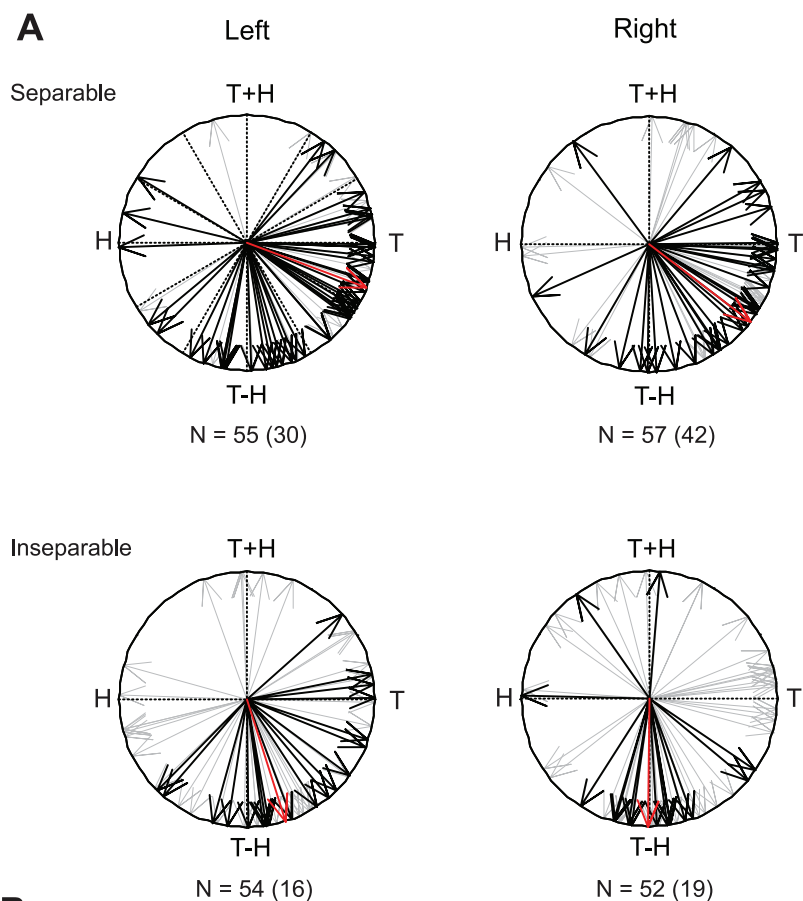 A
Left Right
Separable
T+H T+H
H T H T
T-H T-H
N = 55 (30) N = 57 (42)
Inseparable
T+H T+H
H T H T
T-H T-H
N = 54 (16) N = 52 (19)